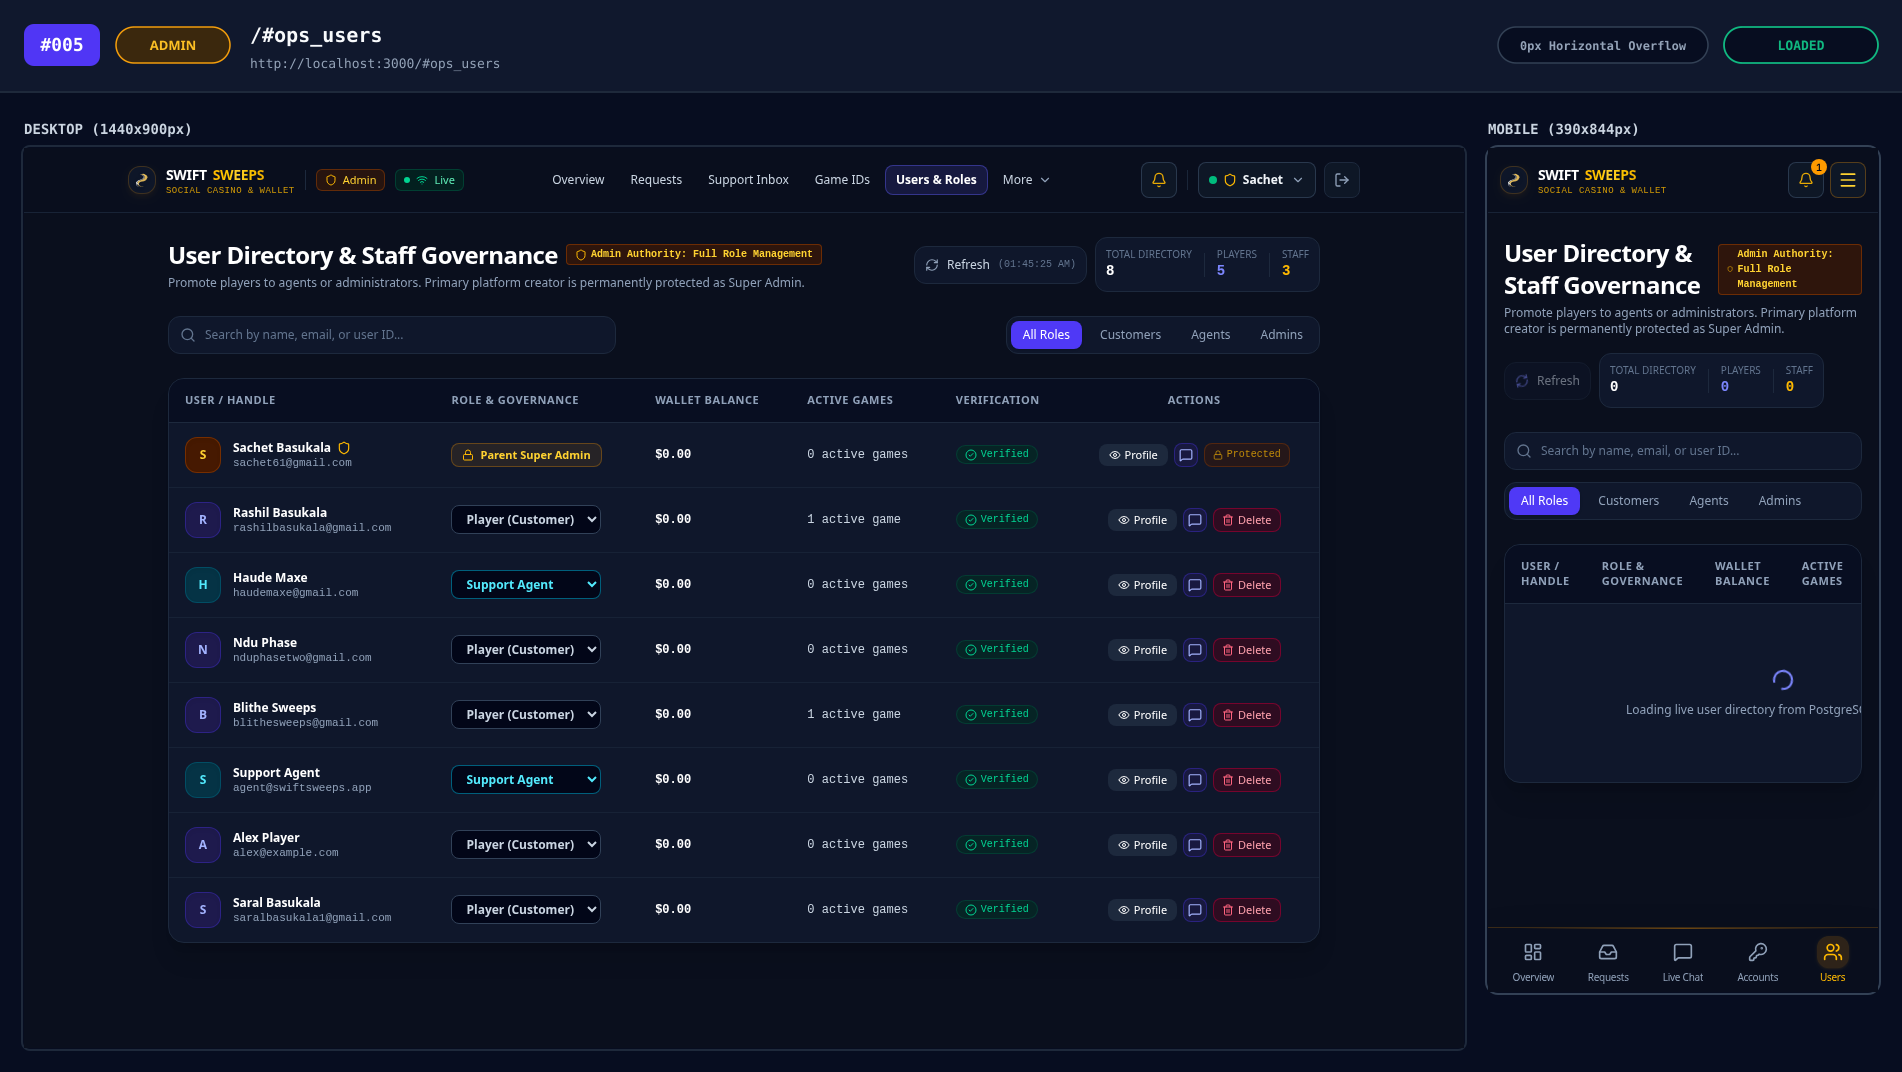 #005
ADMIN
/#ops_users
http://localhost:3000/#ops_users
0px Horizontal Overflow
LOADED
DESKTOP (1440x900px)
SWIFT SWEEPS
SOCIAL CASINO & WALLET
Admin
Live
Overview
Requests
Support Inbox
Game IDs
Users & Roles
More
Sachet
User Directory & Staff Governance
Admin Authority: Full Role Management
Promote players to agents or administrators. Primary platform creator is permanently protected as Super Admin.
Refresh (01:45:25 AM)
TOTAL DIRECTORY
8
PLAYERS
5
STAFF
3
Search by name, email, or user ID...
All Roles
Customers
Agents
Admins
USER / HANDLE ROLE & GOVERNANCE WALLET BALANCE ACTIVE GAMES VERIFICATION ACTIONS
S
Sachet Basukala
sachet61@gmail.com
Parent Super Admin
$0.00
0 active games
Verified
Profile
Protected
R
Rashil Basukala
rashilbasukala@gmail.com
Player (Customer)
$0.00
1 active game
Verified
Profile
Delete
H
Haude Maxe
haudemaxe@gmail.com
Support Agent
$0.00
0 active games
Verified
Profile
Delete
N
Ndu Phase
nduphasetwo@gmail.com
Player (Customer)
$0.00
0 active games
Verified
Profile
Delete
B
Blithe Sweeps
blithesweeps@gmail.com
Player (Customer)
$0.00
1 active game
Verified
Profile
Delete
S
Support Agent
agent@swiftsweeps.app
Support Agent
$0.00
0 active games
Verified
Profile
Delete
A
Alex Player
alex@example.com
Player (Customer)
$0.00
0 active games
Verified
Profile
Delete
S
Saral Basukala
saralbasukala1@gmail.com
Player (Customer)
$0.00
0 active games
Verified
Profile
Delete
MOBILE (390x844px)
SWIFT SWEEPS
SOCIAL CASINO & WALLET
1
User Directory &
Staff Governance
Admin Authority:
Full Role
Management
Promote players to agents or administrators. Primary platform
creator is permanently protected as Super Admin.
Refresh
TOTAL DIRECTORY
0
PLAYERS
0
STAFF
0
Search by name, email, or user ID...
All Roles
Customers
Agents
Admins
USER /
HANDLE
ROLE &
GOVERNANCE
WALLET
BALANCE
ACTIVE
GAMES
Loading live user directory from
Overview
Requests
Live Chat
Accounts
Users